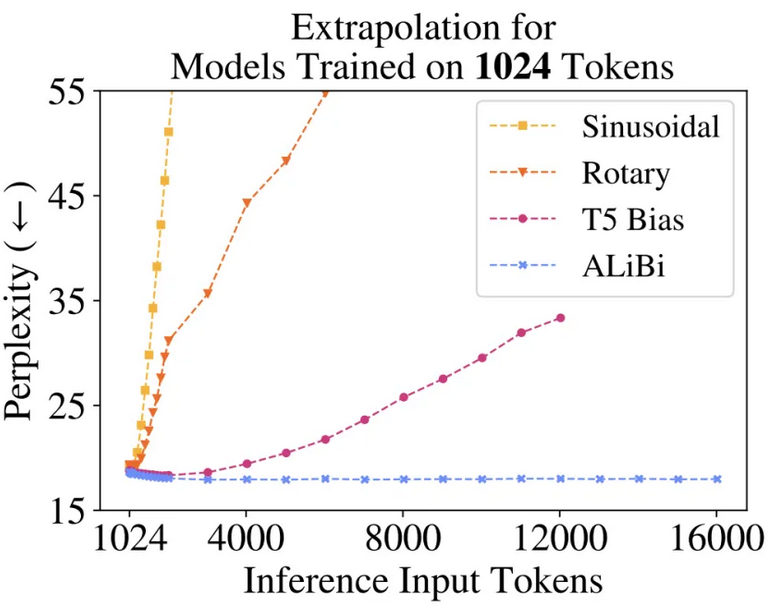 Extrapolation for
Models Trained on 1024 Tokens
Perplexity (←)
55
45
35
25
15
Sinusoidal
Rotary
T5 Bias
ALiBi
1024 4000 8000 12000 16000
Inference Input Tokens